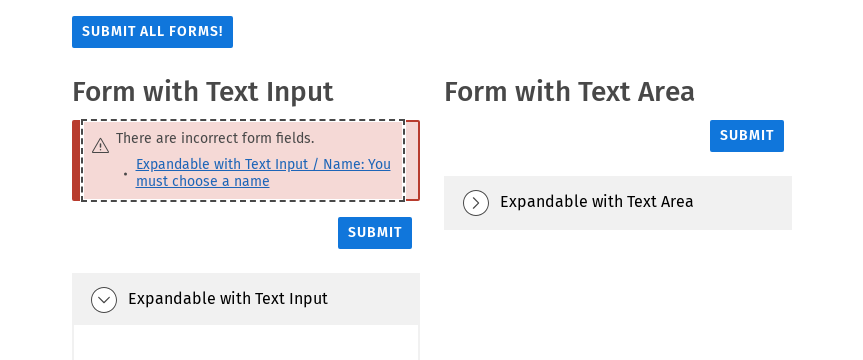 SUBMIT ALL FORMS!
Form with Text Input
There are incorrect form fields.
Expandable with Text Input / Name: You
must choose a name
SUBMIT
Expandable with Text Input
Form with Text Area
SUBMIT
Expandable with Text Area